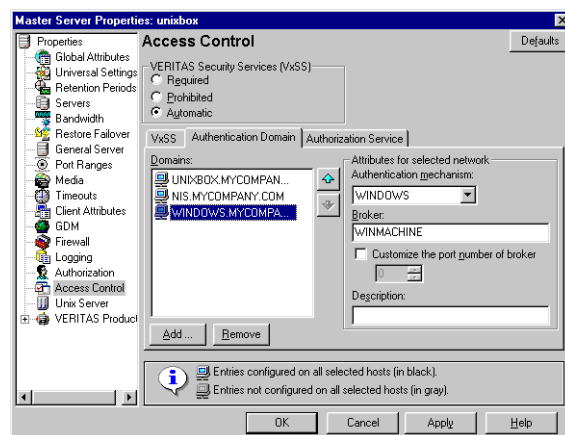 Master Server Properties: unixbox
Properties
Global Attributes
Universal Settings
Retention Periods
Servers
Bandwidth
Restore Failover
General Server
Port Ranges
Media
Timeouts
Client Attributes
GDM
Firewall
Logging
Authorization
Access Control
Unix Server
VERITAS Product
Access Control
Defaults
VERITAS Security Services (VxSS)
Required
Prohibited
Automatic
VxSS Authentication Domain Authorization Service
Domains:
UNIXBOX.MYCOMPAN...
NIS.MYCOMPANY.COM
WINDOWS.MYCOMPA...
Add ... Remove
Attributes for selected network
Authentication mechanism:
WINDOWS
Broker:
WINMACHINE
Customize the port number of broker
0
Description:
Entries configured on all selected hosts (in black).
Entries not configured on all selected hosts (in gray).
OK Cancel Apply Help